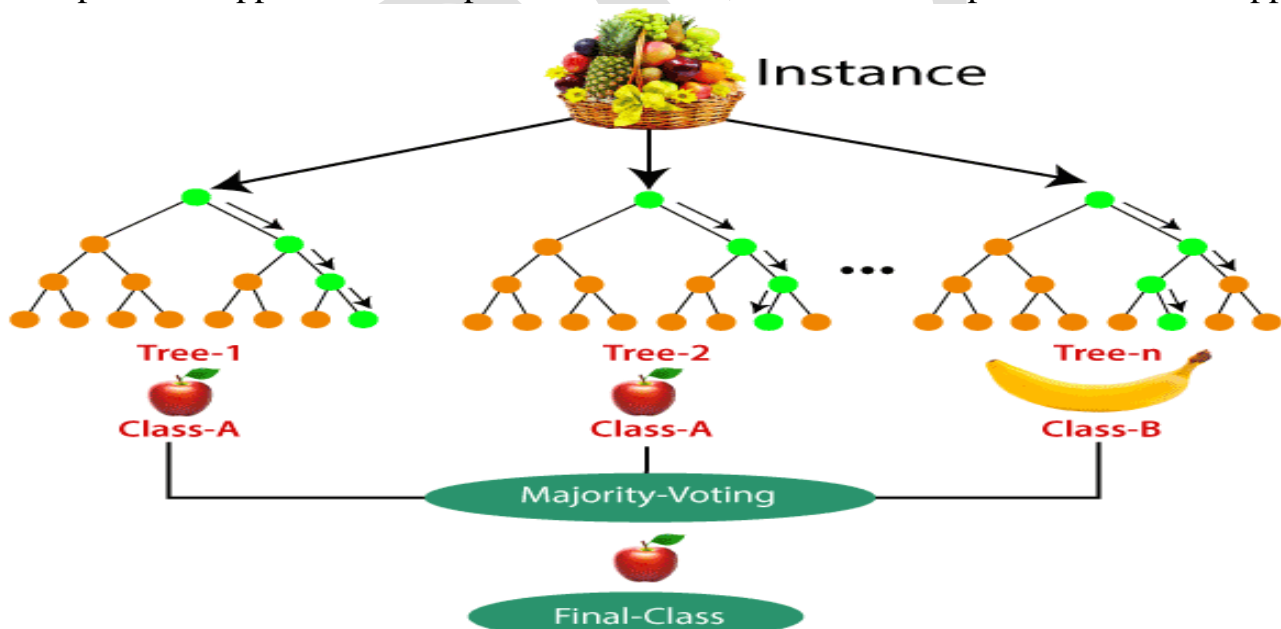 Instance
Tree-1 Tree-2 Tree-n
Class-A Class-A Class-B
Majority-Voting
Final-Class